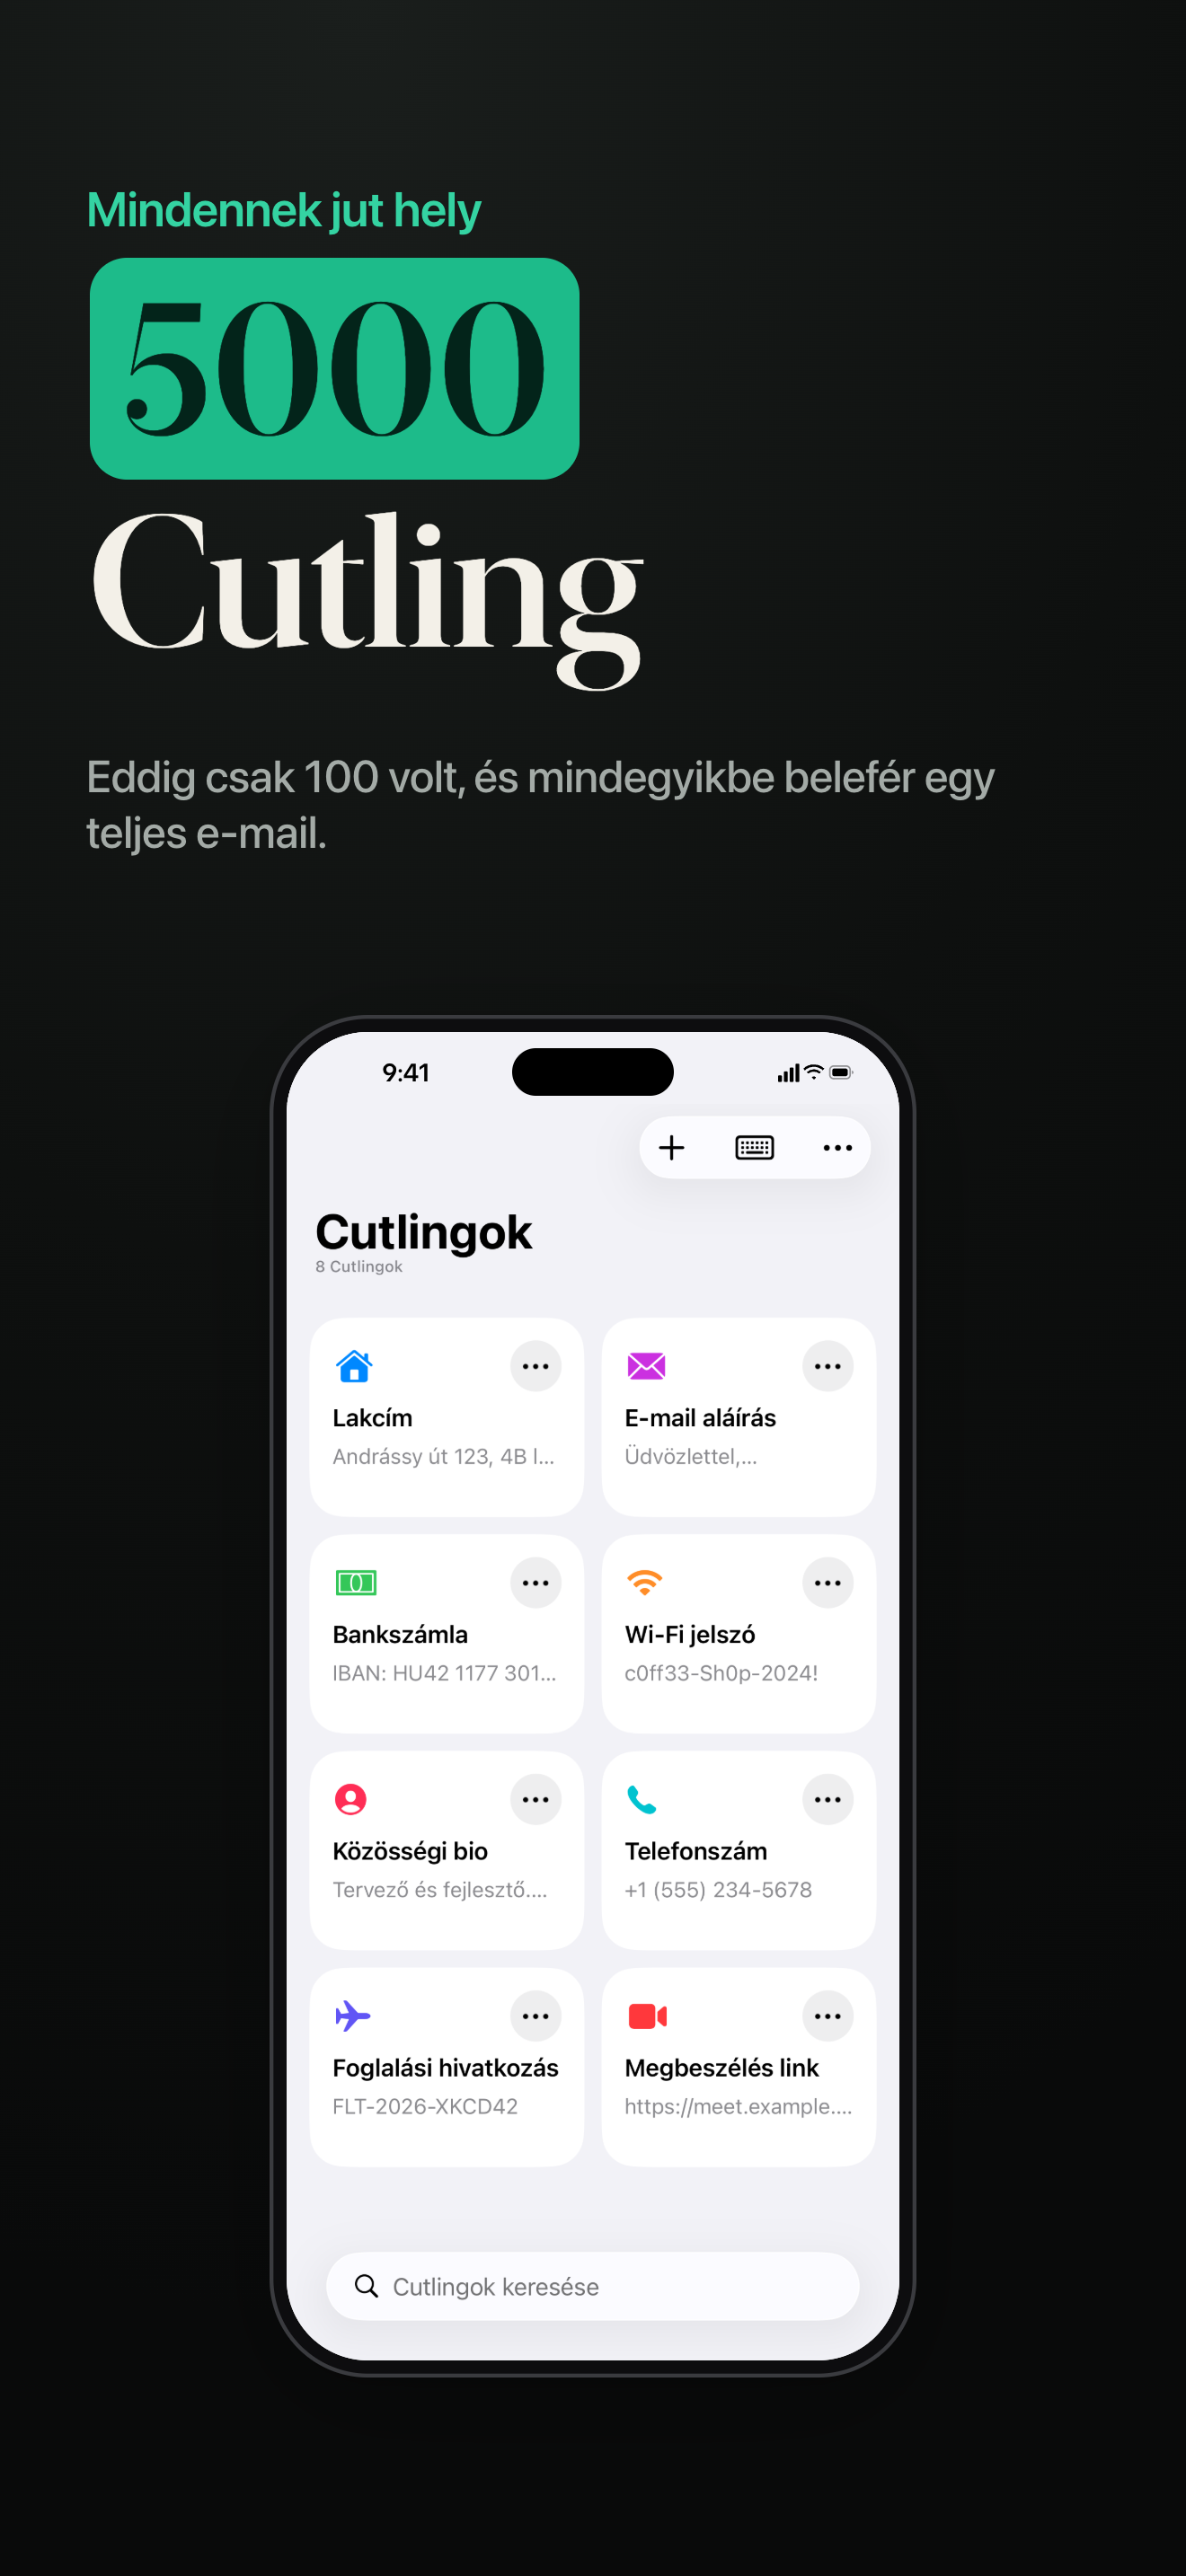 Mindennek jut hely
5000
Cutling
Eddig csak 100 volt, és mindegyikbe belefér egy
teljes e-mail.
9:41
Cutlingok
8 Cutlingok
Lakcím
Andrássy út 123, 4B l...
E-mail aláírás
Üdvözlettel,...
Bankszámla
IBAN: HU42 1177 301...
Wi-Fi jelszó
c0ff33-Sh0p-2024!
Közösségi bio
Tervező és fejlesztő....
Telefonszám
+1 (555) 234-5678
Foglalási hivatkozás
FLT-2026-XKCD42
Megbeszélés link
https://meet.example....
Cutlingok keresése